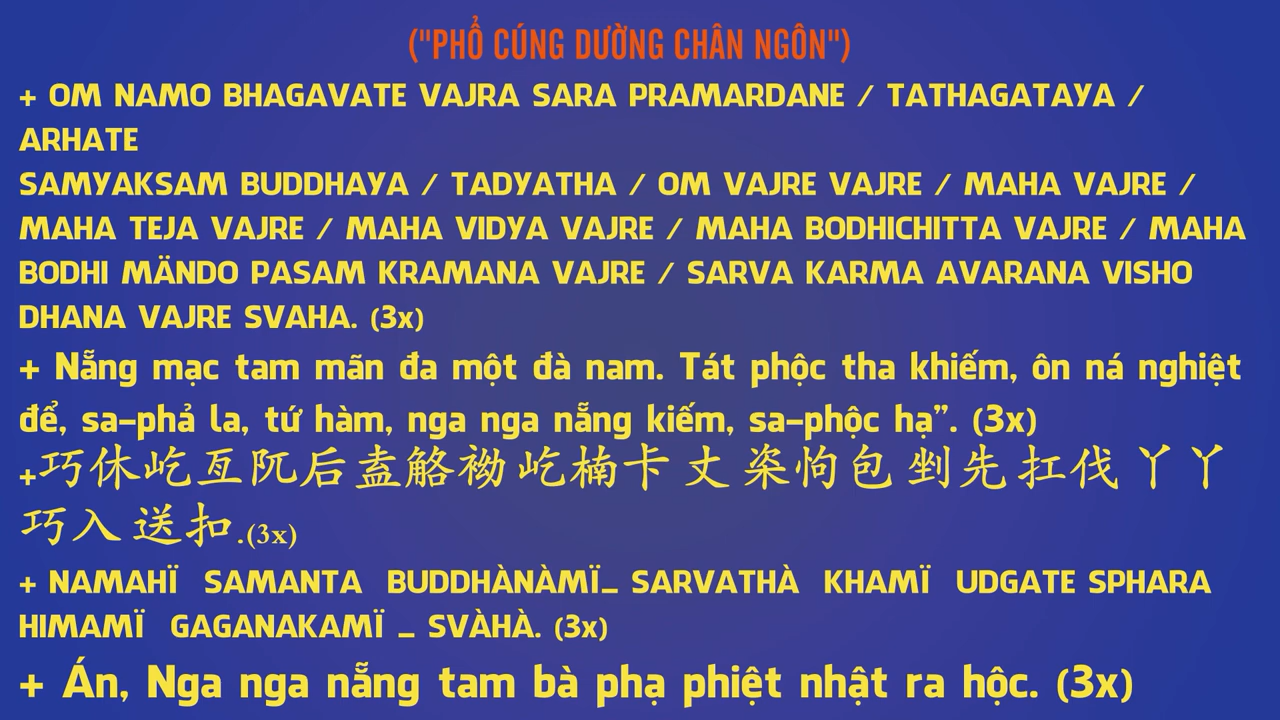 ("PHỔ CÚNG DƯỜNG CHÂN NGÔN")
+ OM NAMO BHAGAVATE VAJRA SARA PRAMARDANE / TATHAGATAYA /
ARHATE
SAMYAKSAM BUDDHAYA / TADYATHA / OM VAJRE VAJRE / MAHA VAJRE /
MAHA TEJA VAJRE / MAHA VIDYA VAJRE / MAHA BODHICHITTA VAJRE / MAHA
BODHI MÄNDO PASAM KRAMANA VAJRE / SARVA KARMA AVARANA VISHO
DHANA VAJRE SVAHA. (3x)
+ Nẵng mạc tam mãn đa một đà nam. Tát phộc tha khiếm, ôn ná nghiệt
để, sa-phả la, tứ hàm, nga nga nẵng kiếm, sa-phộc hạ”. (3x)
+巧休屹亙阢后盍觡袎 屹楠卡 丈 桼怐包 剉先 扛伐 丫丫
巧入 送扣.(3x)
+ NAMAHÏ SAMANTA BUDDHÀNÀMÏ_ SARVATHÀ KHAMÏ UDGATE SPHARA
HIMAMÏ GAGANAKAMÏ _ SVÀHÀ. (3x)
+ Án, Nga nga nẵng tam bà phạ phiệt nhật ra hộc. (3x)